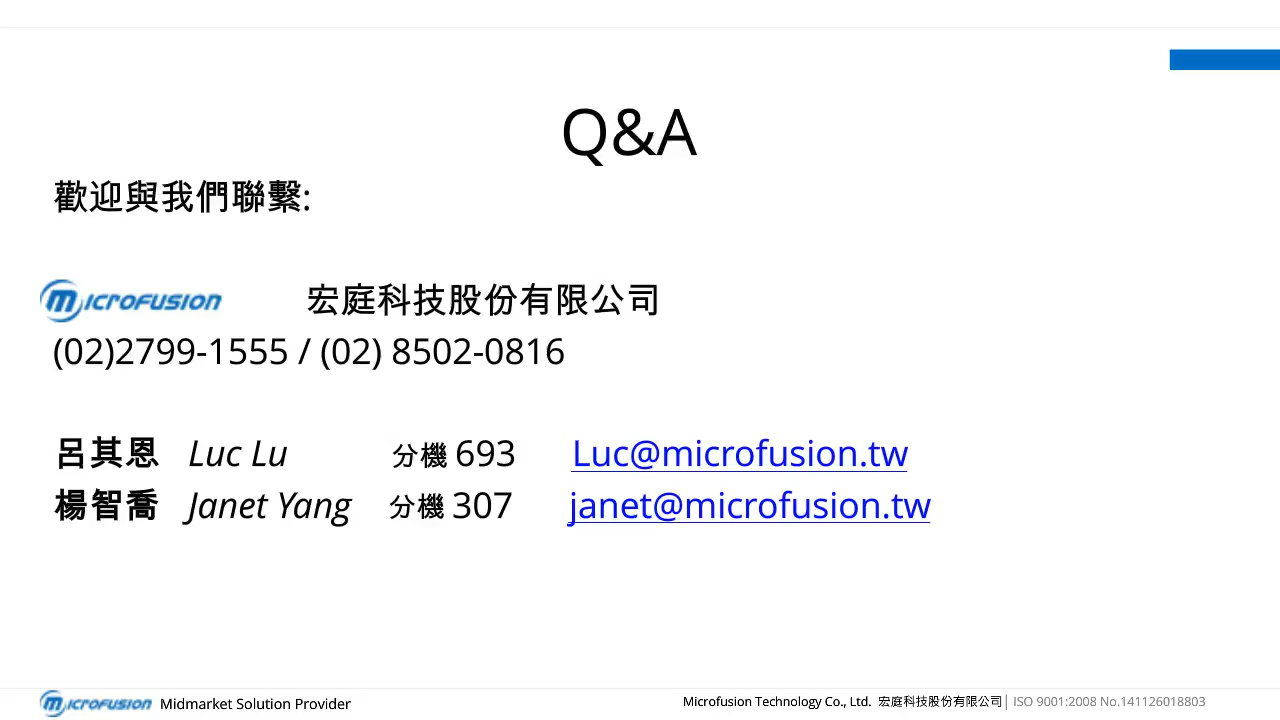 Q&A
歡迎與我們聯繫:
MICROFUSION 宏庭科技股份有限公司
(02)2799-1555 / (02) 8502-0816
呂其恩 Luc Lu 分機 693 Luc@microfusion.tw
楊智喬 Janet Yang 分機 307 janet@microfusion.tw
MICROFUSION Midmarket Solution Provider Microfusion Technology Co., Ltd. 宏庭科技股份有限公司│ ISO 9001:2008 No.141126018803